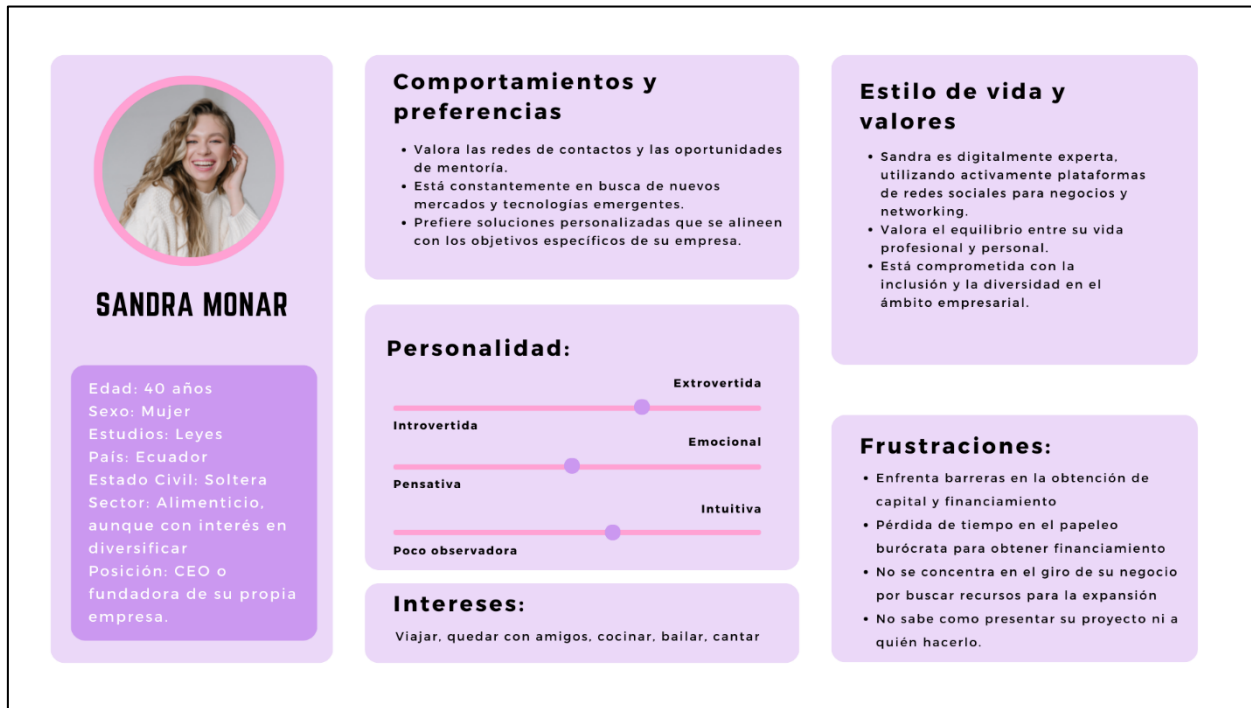 SANDRA MONAR
Edad: 40 años
Sexo: Mujer
Estudios: Leyes
País: Ecuador
Estado Civil: Soltera
Sector: Alimenticio,
aunque con interés en
diversificar
Posición: CEO o
fundadora de su propia
empresa.
Comportamientos y
preferencias
• Valora las redes de contactos y las oportunidades
de mentoría.
• Está constantemente en busca de nuevos
mercados y tecnologías emergentes.
• Prefiere soluciones personalizadas que se alineen
con los objetivos específicos de su empresa.
Personalidad:
Extrovertida
Introvertida
Emocional
Pensativa
Intuitiva
Poco observadora
Intereses:
Viajar, quedar con amigos, cocinar, bailar, cantar
Estilo de vida y
valores
• Sandra es digitalmente experta,
utilizando activamente plataformas
de redes sociales para negocios y
networking.
• Valora el equilibrio entre su vida
profesional y personal.
• Está comprometida con la
inclusión y la diversidad en el
ámbito empresarial.
Frustraciones:
• Enfrenta barreras en la obtención de
capital y financiamiento
• Pérdida de tiempo en el papeleo
burócrata para obtener financiamiento
• No se concentra en el giro de su negocio
por buscar recursos para la expansión
• No sabe como presentar su proyecto ni a
quién hacerlo.